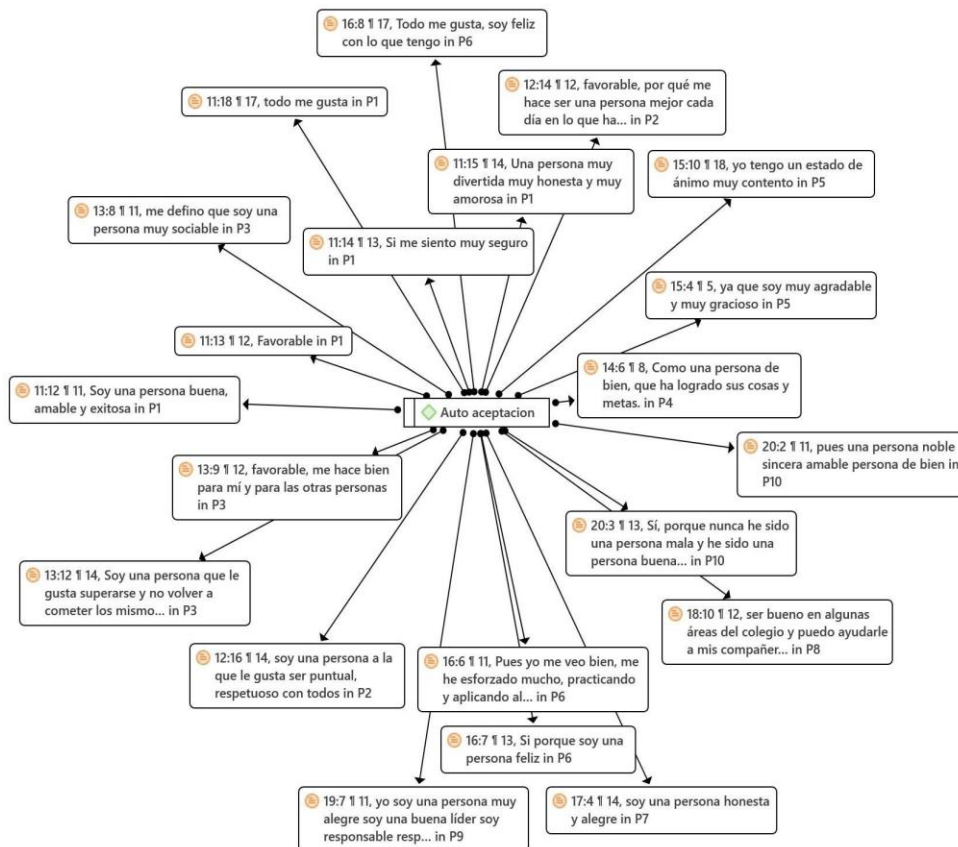 16:8 ¶ 17, Todo me gusta, soy feliz
con lo que tengo in P6
12:14 ¶ 12, favorable, por qué me
hace ser una persona mejor cada
día en lo que ha... in P2
11:18 ¶ 17, todo me gusta in P1
11:15 ¶ 14, Una persona muy
divertida muy honesta y muy
amorosa in P1
15:10 ¶ 18, yo tengo un estado de
ánimo muy contento in P5
13:8 ¶ 11, me defino que soy una
persona muy sociable in P3
11:14 ¶ 13, Si me siento muy seguro
in P1
15:4 ¶ 5, ya que soy muy agradable
y muy gracioso in P5
11:13 ¶ 12, Favorable in P1
14:6 ¶ 8, Como una persona de
bien, que ha logrado sus cosas y
metas. in P4
11:12 ¶ 11, Soy una persona buena,
amable y exitosa in P1
Auto aceptacion
20:2 ¶ 11, pues una persona noble
sincera amable persona de bien in
P10
13:9 ¶ 12, favorable, me hace bien
para mí y para las otras personas
in P3
20:3 ¶ 13, Sí, porque nunca he sido
una persona mala y he sido una
persona buena... in P10
13:12 ¶ 14, Soy una persona que le
gusta superarse y no volver a
cometer los mismo... in P3
18:10 ¶ 12, ser bueno en algunas
áreas del colegio y puedo ayudarle
a mis compañer... in P8
12:16 ¶ 14, soy una persona a la
que le gusta ser puntual,
respetuoso con todos in P2
16:6 ¶ 11, Pues yo me veo bien, me
he esforzado mucho, practicando
y aplicando al... in P6
16:7 ¶ 13, Si porque soy una
persona feliz in P6
19:7 ¶ 11, yo soy una persona muy
alegre soy una buena líder soy
responsable resp... in P9
17:4 ¶ 14, soy una persona honesta
y alegre in P7